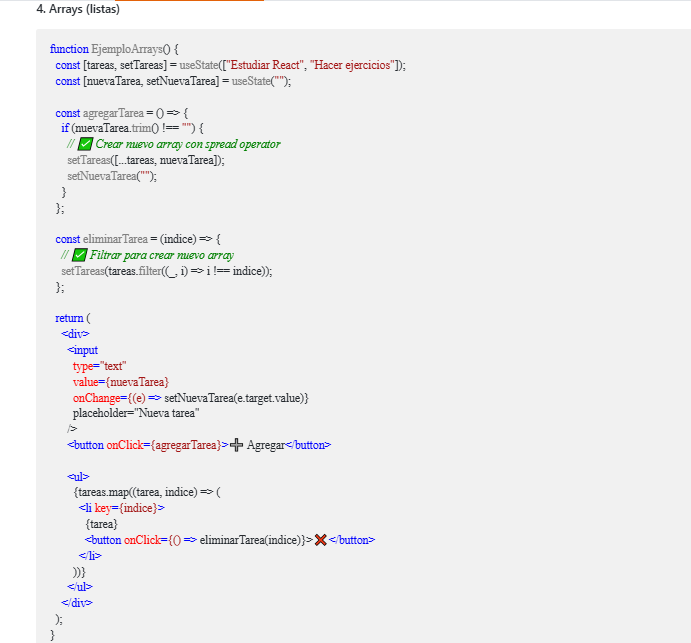 4. Arrays (listas)
function EjemploArrays() {
const [tareas, setTareas] = useState(["Estudiar React", "Hacer ejercicios"]);
const [nuevaTarea, setNuevaTarea] = useState("");
const agregarTarea = () => {
if (nuevaTarea.trim() !== "") {
// ✅ Crear nuevo array con spread operator
setTareas([...tareas, nuevaTarea]);
setNuevaTarea("");
}
};
const eliminarTarea = (indice) => {
// ✅ Filtrar para crear nuevo array
setTareas(tareas.filter((_, i) => i !== indice));
};
return (
<div>
<input
type="text"
value={nuevaTarea}
onChange={(e) => setNuevaTarea(e.target.value)}
placeholder="Nueva tarea"
/>
<button onClick={agregarTarea}>➕ Agregar</button>
<ul>
{tareas.map((tarea, indice) => (
<li key={indice}>
{tarea}
<button onClick={() => eliminarTarea(indice)}>❌</button>
</li>
))}
</ul>
</div>
);
}